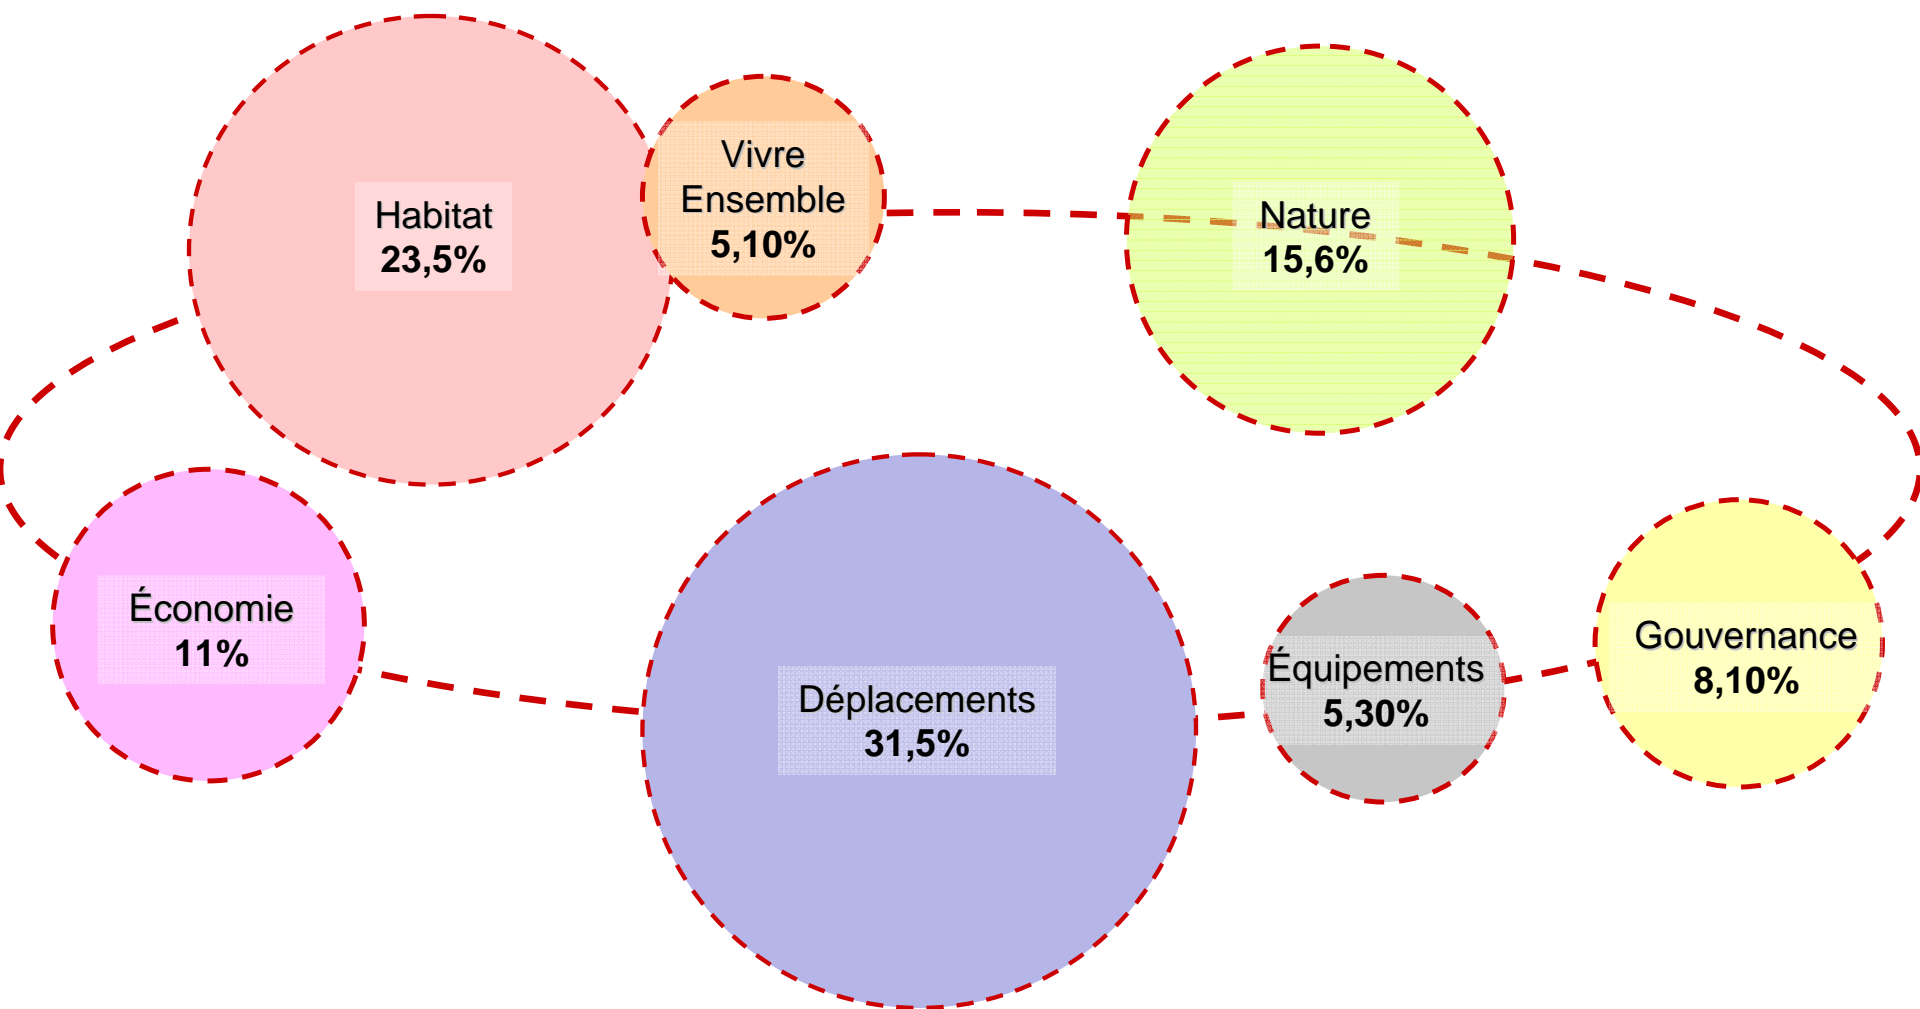 Habitat
23,5%
Vivre
Ensemble
5,10%
Nature
15,6%
Économie
11%
Déplacements
31,5%
Équipements
5,30%
Gouvernance
8,10%